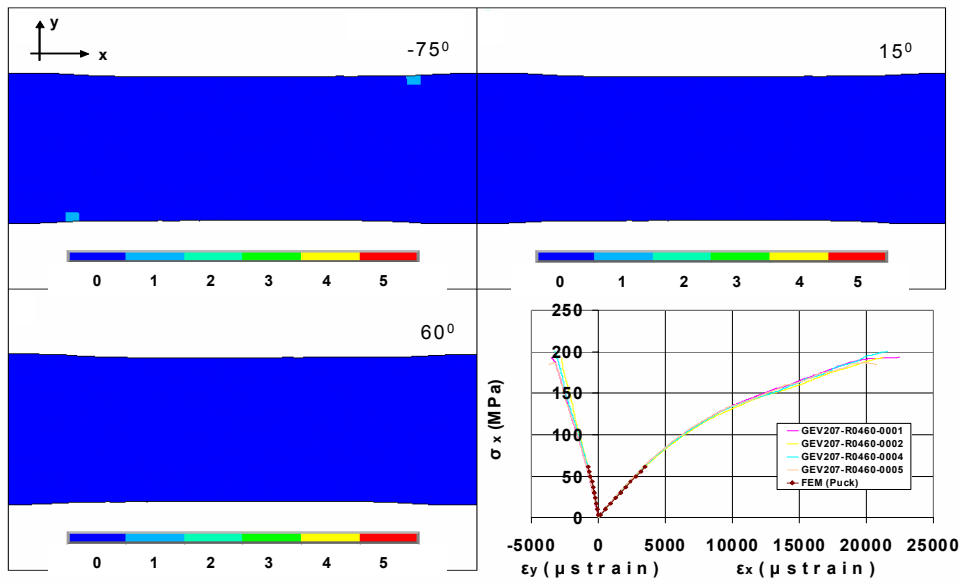 y
x
-75⁰
0 1 2 3 4 5
15⁰
0 1 2 3 4 5
60⁰
0 1 2 3 4 5
σ x (MPa)
250
200
150
100
50
0
GEV207-R0460-0001
GEV207-R0460-0002
GEV207-R0460-0004
GEV207-R0460-0005
FEM (Puck)
-5000 0 5000 10000 15000 20000 25000
εy ( μ strain ) εx ( μ strain )